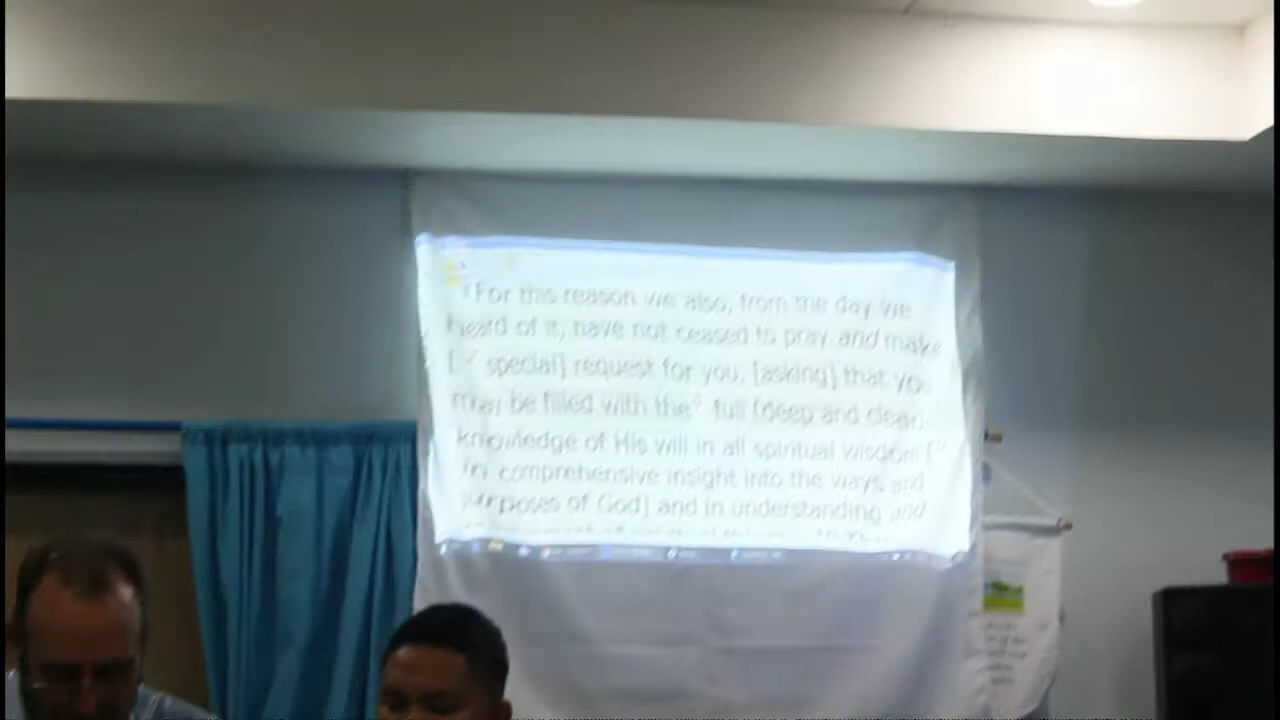 For this reason we also, from the day we
heard of it, have not ceased to pray and make
special] request for you, [asking] that you
may be filled with the full (deep and clear)
knowledge of His will in all spiritual wisdom [
in comprehensive insight into the ways and
purposes of God] and in understanding and